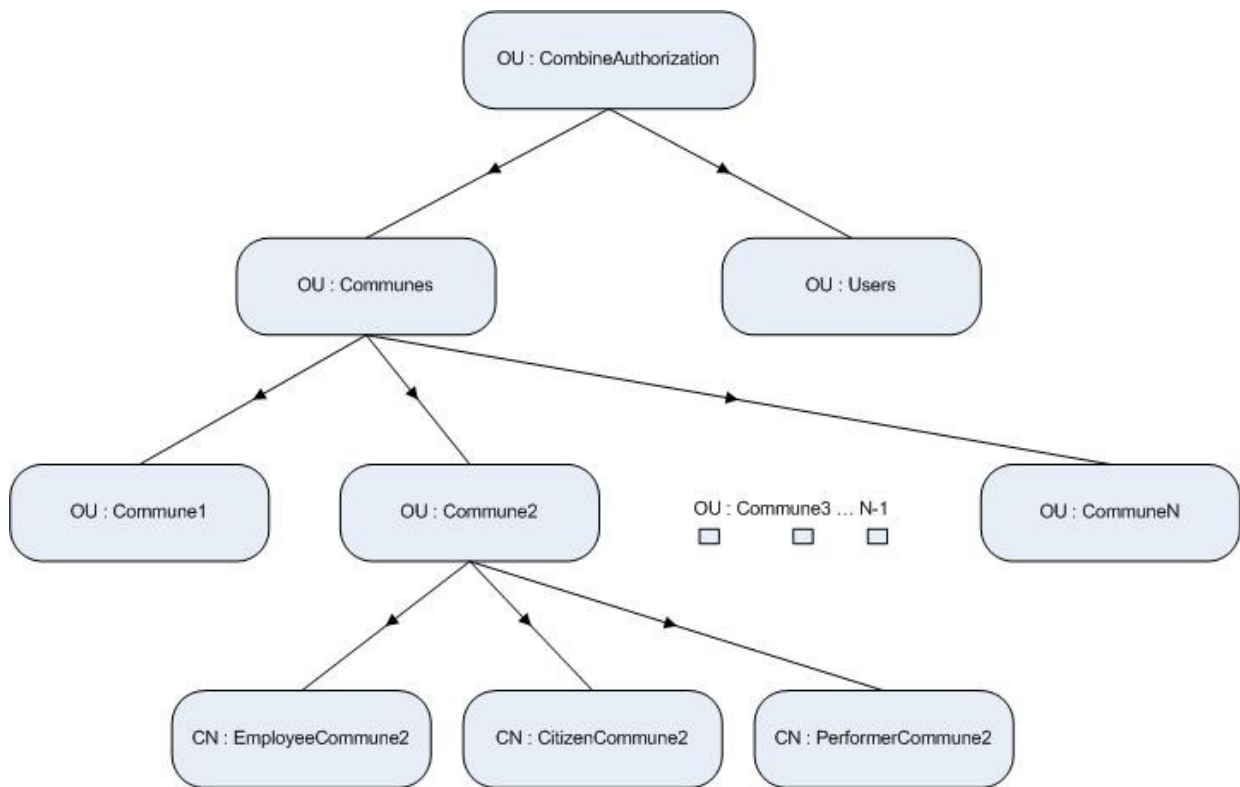 OU : CombineAuthorization
OU : Communes
OU : Users
OU : Commune1
OU : Commune2
OU : Commune3 ... N-1
OU : CommuneN
CN : EmployeeCommune2
CN : CitizenCommune2
CN : PerformerCommune2